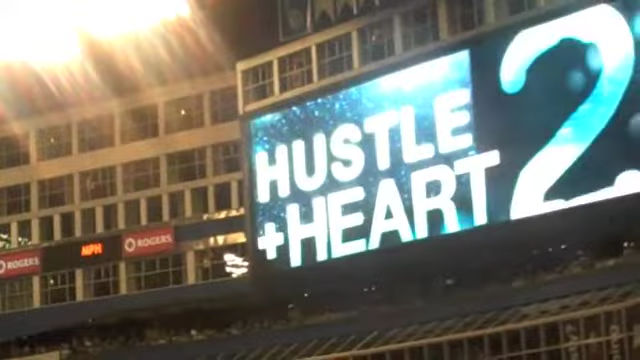 HUSTLE
+HEART
2.
MPH
ROGERS
ROGERS